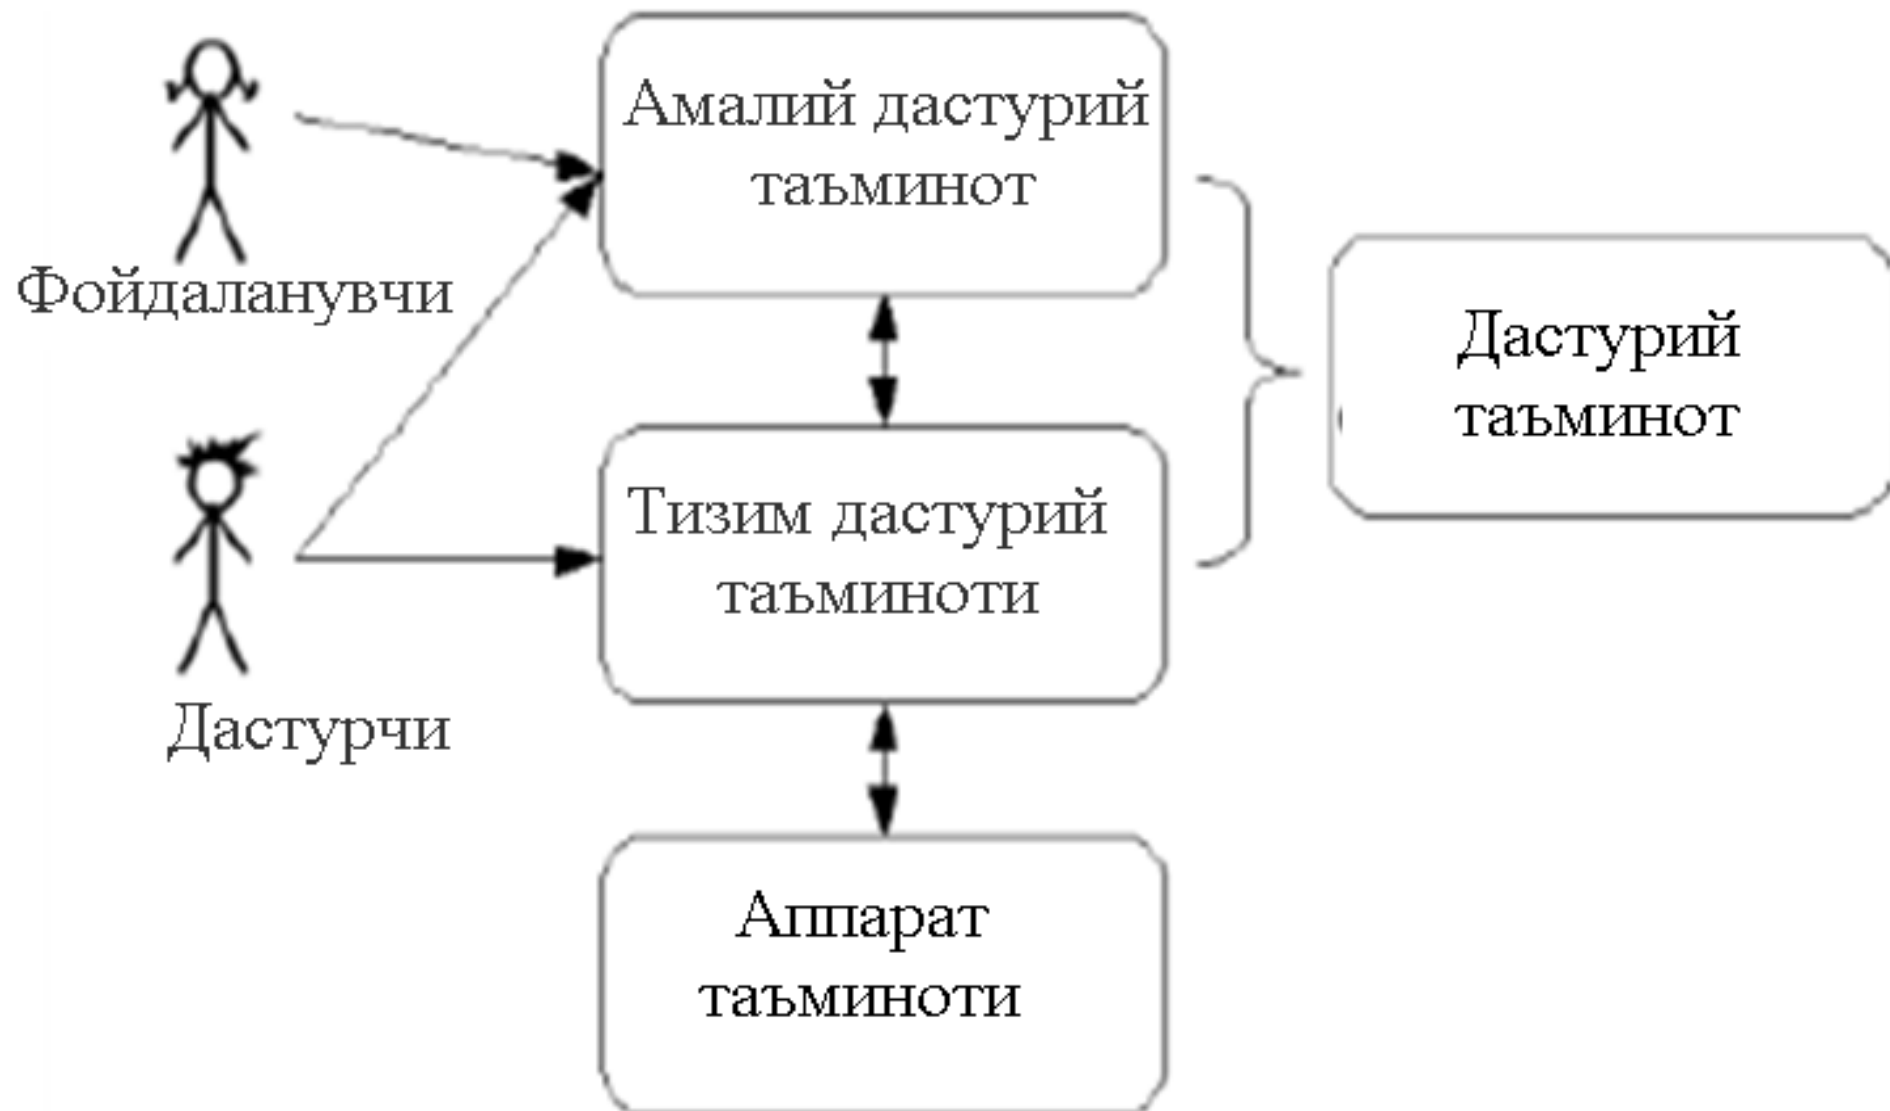 Амалий дастурий
таъминот
Фойдаланувчи
Дастурий
таъминот
Тизим дастурий
таъминоти
Дастурчи
Аппарат
таъминоти